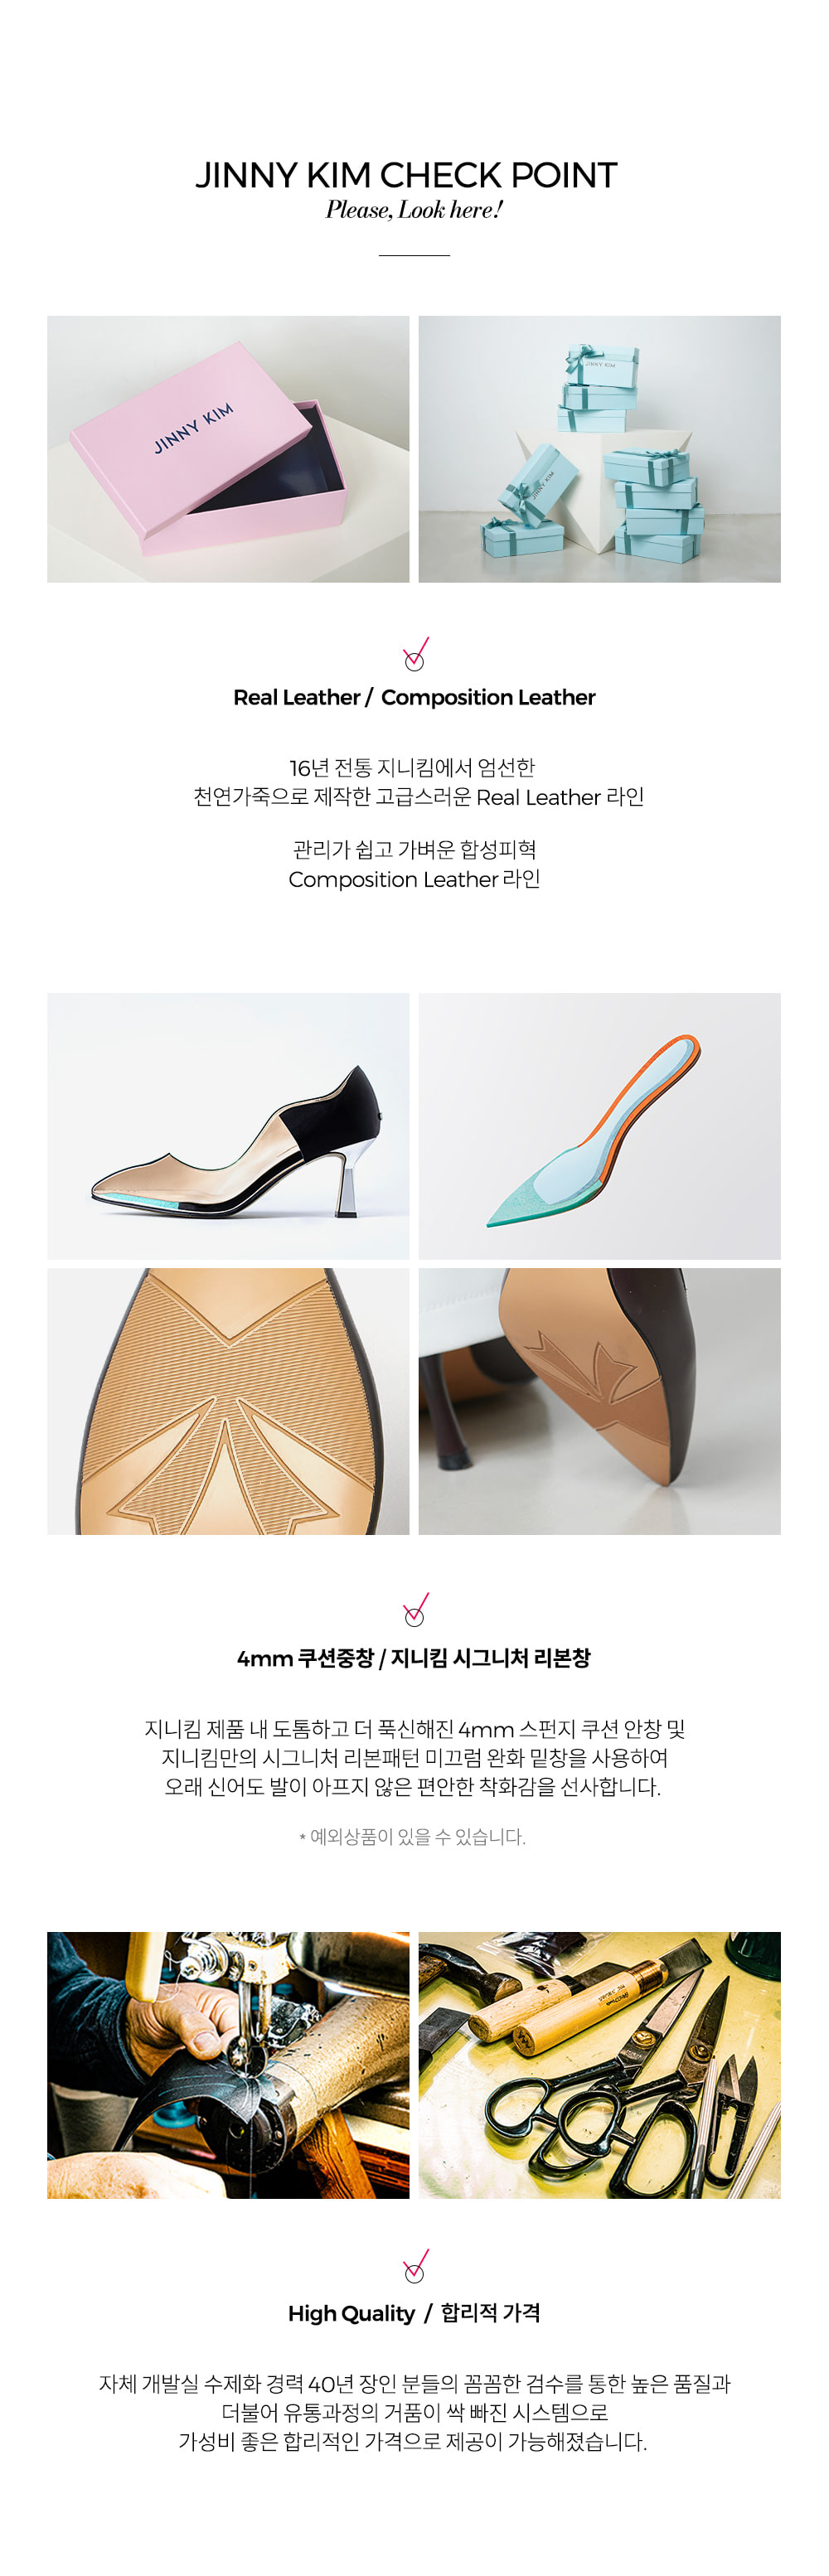 JINNY KIM CHECK POINT
Please, Look here!
JINNY KIM
JINNY KIM
JINNY KIM
Real Leather / Composition Leather
16년 전통 지니킴에서 엄선한
천연가죽으로 제작한 고급스러운 Real Leather 라인
관리가 쉽고 가벼운 합성피혁
Composition Leather 라인
4mm 쿠션중창 / 지니킴 시그니처 리본창
지니킴 제품 내 도톰하고 더 푹신해진 4mm 스펀지 쿠션 안창 및
지니킴만의 시그니처 리본패턴 미끄럼 완화 밑창을 사용하여
오래 신어도 발이 아프지 않은 편안한 착화감을 선사합니다.
* 예외상품이 있을 수 있습니다.
High Quality / 합리적 가격
자체 개발실 수제화 경력 40년 장인 분들의 꼼꼼한 검수를 통한 높은 품질과
더불어 유통과정의 거품이 싹 빠진 시스템으로
가성비 좋은 합리적인 가격으로 제공이 가능해졌습니다.